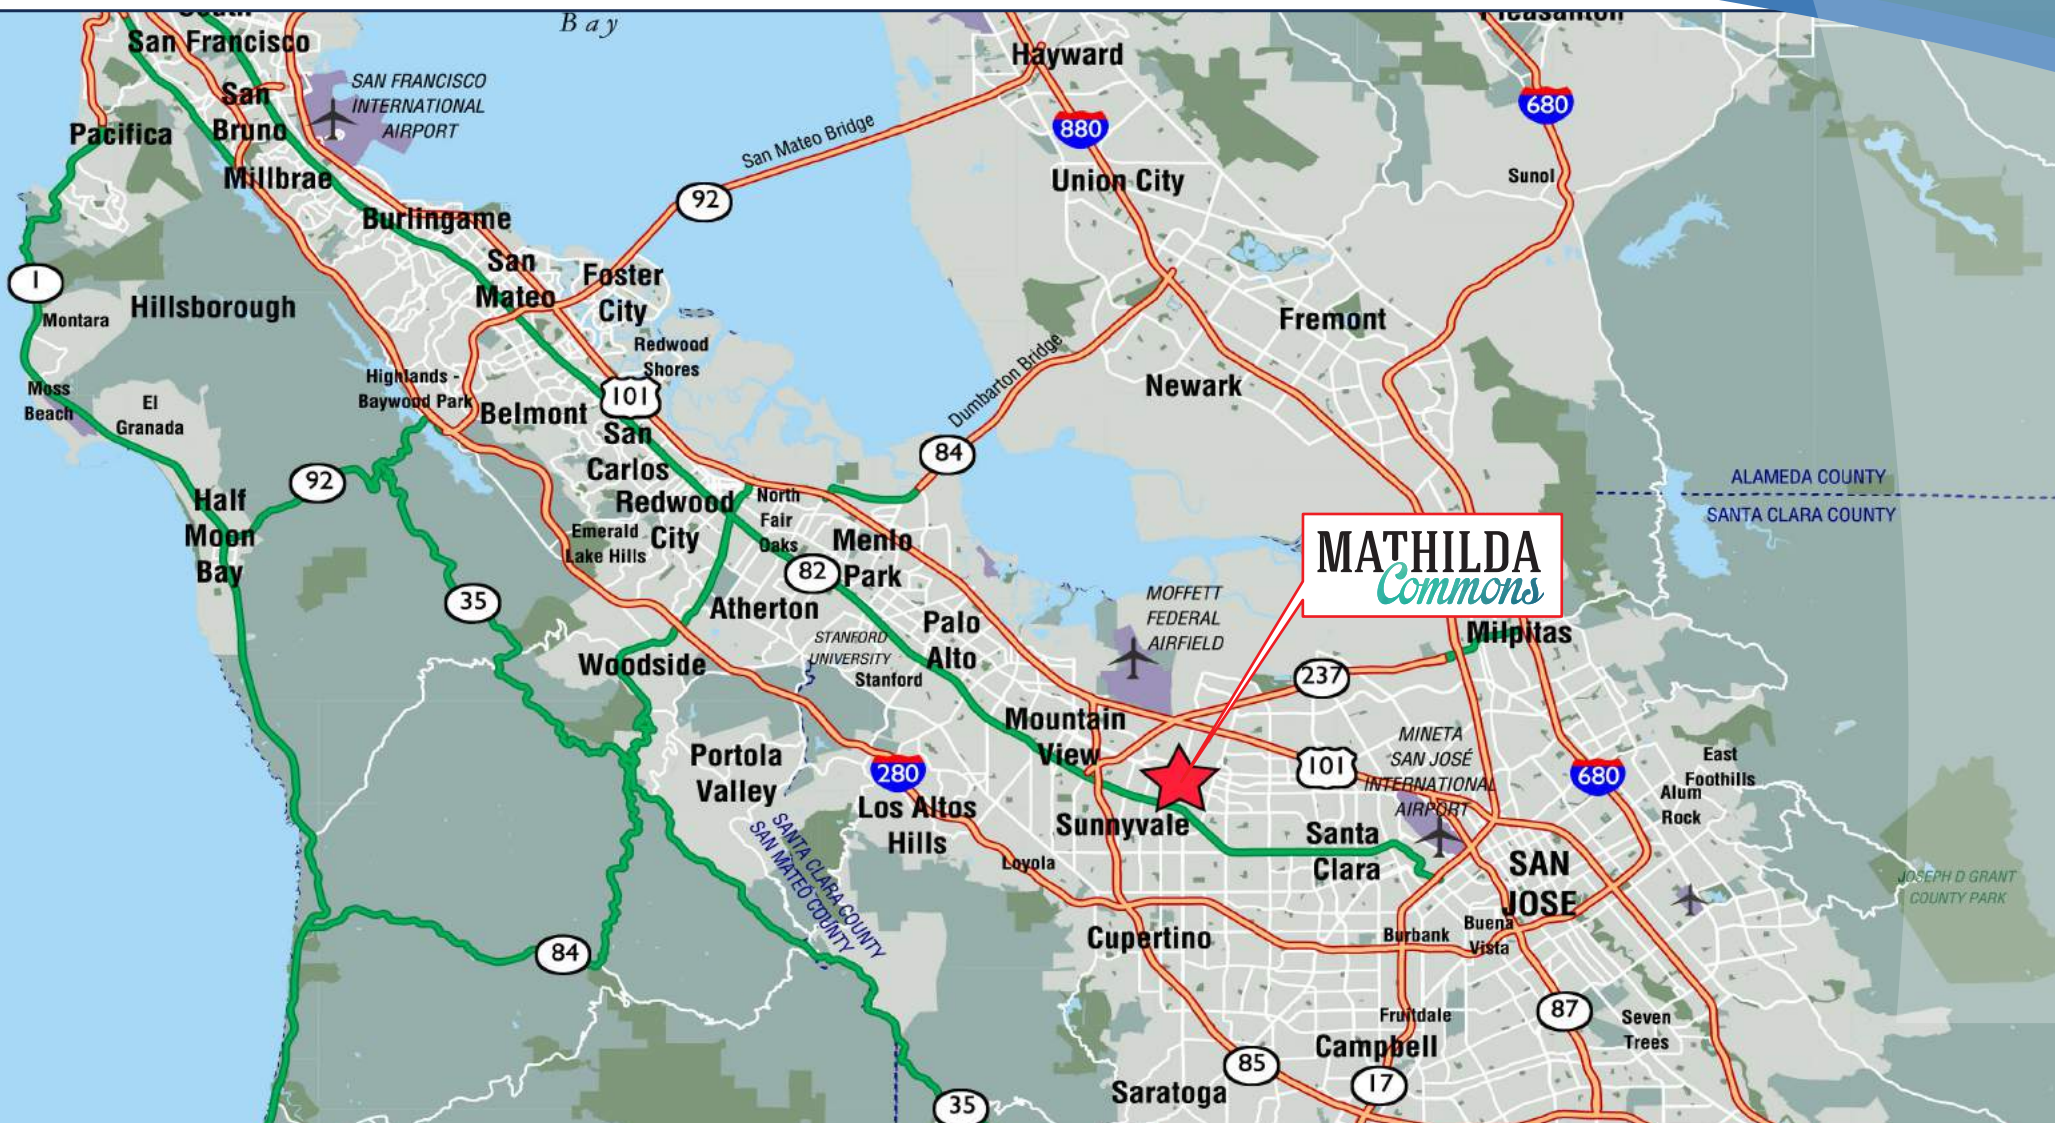 South
San Francisco
Bay
SAN FRANCISCO
INTERNATIONAL
AIRPORT
San
Bruno
Pacifica
Millbrae
Burlingame
San
Mateo
Foster
City
Redwood
Shores
1
Montara
Hillsborough
Moss
Beach
El
Granada
Highlands -
Baywood Park
Belmont
101
San
Carlos
Redwood
City
North
Fair
Oaks
Emerald
Lake Hills
Half
Moon
Bay
92
35
San Mateo Bridge
92
Hayward
880
Union City
Pleasanton
680
Sunol
Fremont
Newark
Dumbarton Bridge
84
Menlo
Park
82
Atherton
Palo
Alto
STANFORD
UNIVERSITY
Stanford
Woodside
Portola
Valley
280
Los Altos
Hills
Loyola
SANTA CLARA COUNTY
SAN MATEO COUNTY
84
35
ALAMEDA COUNTY
SANTA CLARA COUNTY
MATHILDA
Commons
Milpitas
MOFFETT
FEDERAL
AIRFIELD
237
Mountain
View
101
MINETA
SAN JOSÉ
INTERNATIONAL
AIRPORT
680
East
Foothills
Alum
Rock
Sunnyvale
Santa
Clara
SAN
JOSE
JOSEPH D GRANT
COUNTY PARK
Cupertino
Burbank
Buena
Vista
Fruitdale
87
Seven
Trees
Campbell
85
17
Saratoga